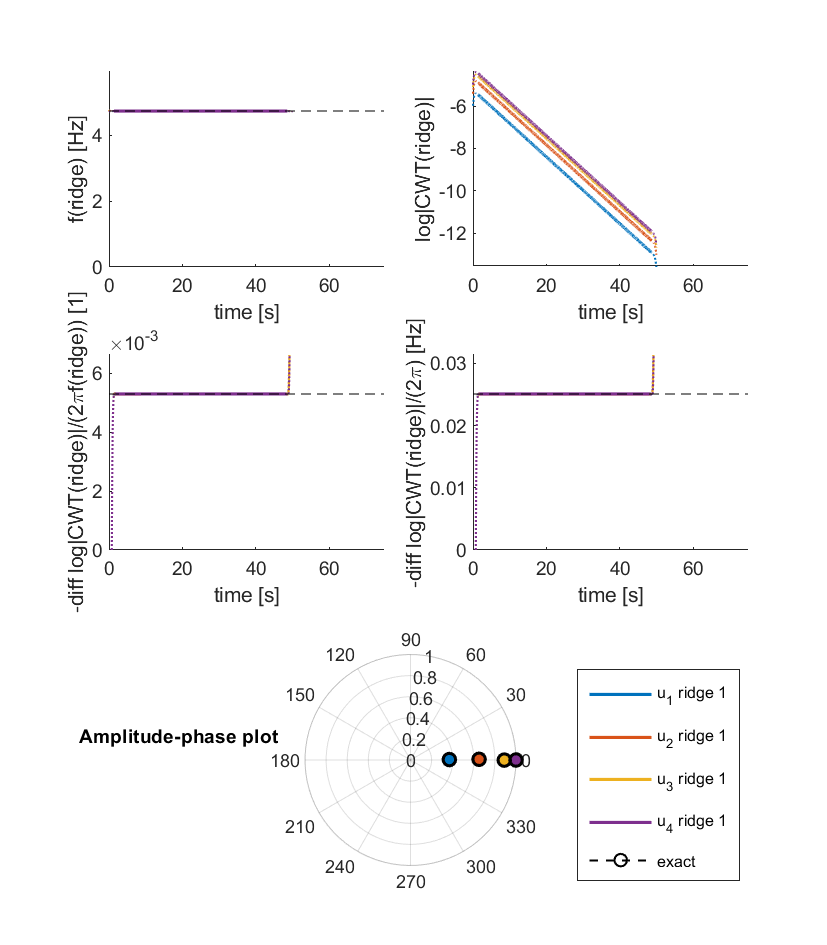 f(ridge) [Hz]
4
2
0
0 20 40 60
time [s]
log|CWT(ridge)|
-6
-8
-10
-12
0 20 40 60
time [s]
-diff log|CWT(ridge)|/(2πf(ridge)) [1]
×10⁻³
6
4
2
0
0 20 40 60
time [s]
-diff log|CWT(ridge)|/(2π) [Hz]
0.03
0.02
0.01
0
0 20 40 60
time [s]
Amplitude-phase plot
90
120 60
150 30
180 0
210 330
240 300
270
1
0.8
0.6
0.4
0.2
0
u₁ ridge 1
u₂ ridge 1
u₃ ridge 1
u₄ ridge 1
exact